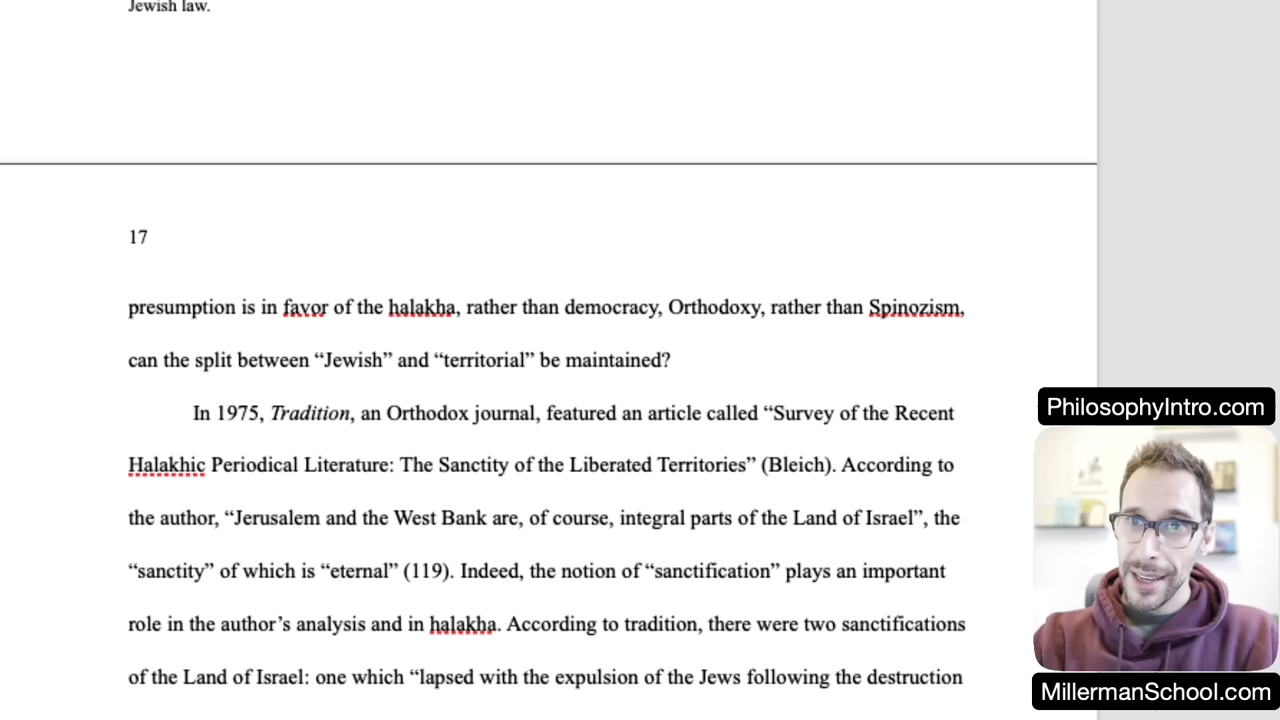 Jewish law.
17
presumption is in favor of the halakha, rather than democracy, Orthodoxy, rather than Spinozism,
can the split between “Jewish” and “territorial” be maintained?
In 1975, Tradition, an Orthodox journal, featured an article called “Survey of the Recent
Halakhic Periodical Literature: The Sanctity of the Liberated Territories” (Bleich). According to
the author, “Jerusalem and the West Bank are, of course, integral parts of the Land of Israel”, the
“sanctity” of which is “eternal” (119). Indeed, the notion of “sanctification” plays an important
role in the author’s analysis and in halakha. According to tradition, there were two sanctifications
of the Land of Israel: one which “lapsed with the expulsion of the Jews following the destruction
PhilosophyIntro.com
MillermanSchool.com